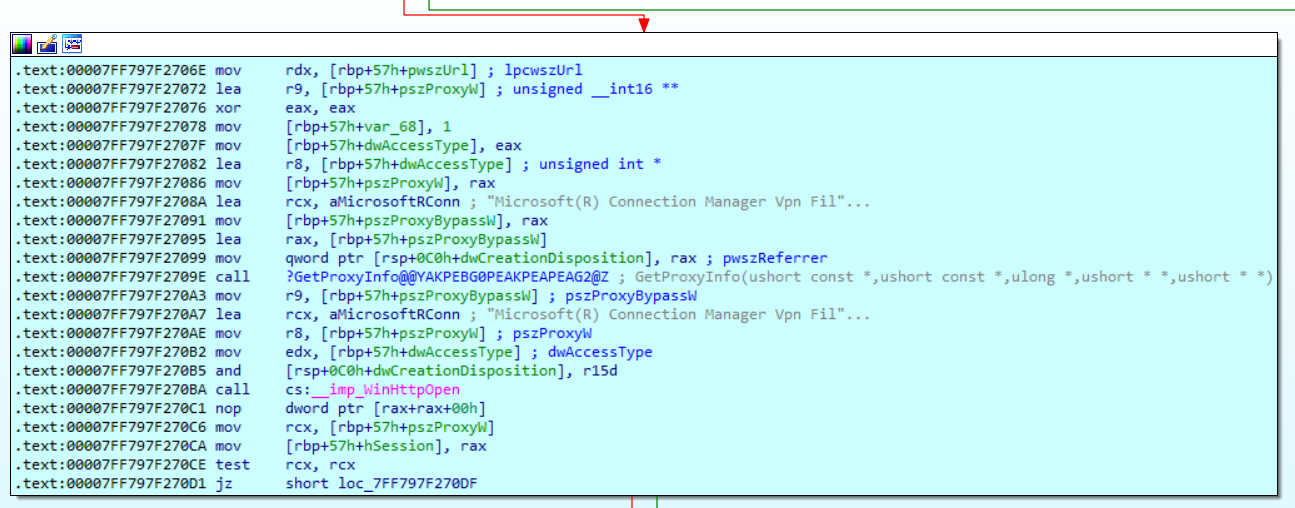 .text:00007FF797F2706E mov rdx, [rbp+57h+pwszUrl] ; lpcwszUrl
.text:00007FF797F27072 lea r9, [rbp+57h+pszProxyW] ; unsigned __int16 **
.text:00007FF797F27076 xor eax, eax
.text:00007FF797F27078 mov [rbp+57h+var_68], 1
.text:00007FF797F2707F mov [rbp+57h+dwAccessType], eax
.text:00007FF797F27082 lea r8, [rbp+57h+dwAccessType] ; unsigned int *
.text:00007FF797F27086 mov [rbp+57h+pszProxyW], rax
.text:00007FF797F2708A lea rcx, aMicrosoftRConn ; "Microsoft(R) Connection Manager Vpn Fil"...
.text:00007FF797F27091 mov [rbp+57h+pszProxyBypassW], rax
.text:00007FF797F27095 lea rax, [rbp+57h+pszProxyBypassW]
.text:00007FF797F27099 mov qword ptr [rsp+0C0h+dwCreationDisposition], rax ; pwszReferrer
.text:00007FF797F2709E call ?GetProxyInfo@@YAKPEBG0PEAKPEAPEAG2@Z ; GetProxyInfo(ushort const *,ushort const *,ulong *,ushort * *,ushort * *)
.text:00007FF797F270A3 mov r9, [rbp+57h+pszProxyBypassW] ; pszProxyBypassW
.text:00007FF797F270A7 lea rcx, aMicrosoftRConn ; "Microsoft(R) Connection Manager Vpn Fil"...
.text:00007FF797F270AE mov r8, [rbp+57h+pszProxyW] ; pszProxyW
.text:00007FF797F270B2 mov edx, [rbp+57h+dwAccessType] ; dwAccessType
.text:00007FF797F270B5 and [rsp+0C0h+dwCreationDisposition], r15d
.text:00007FF797F270BA call cs:__imp_WinHttpOpen
.text:00007FF797F270C1 nop dword ptr [rax+rax+00h]
.text:00007FF797F270C6 mov rcx, [rbp+57h+pszProxyW]
.text:00007FF797F270CA mov [rbp+57h+hSession], rax
.text:00007FF797F270CE test rcx, rcx
.text:00007FF797F270D1 jz short loc_7FF797F270DF